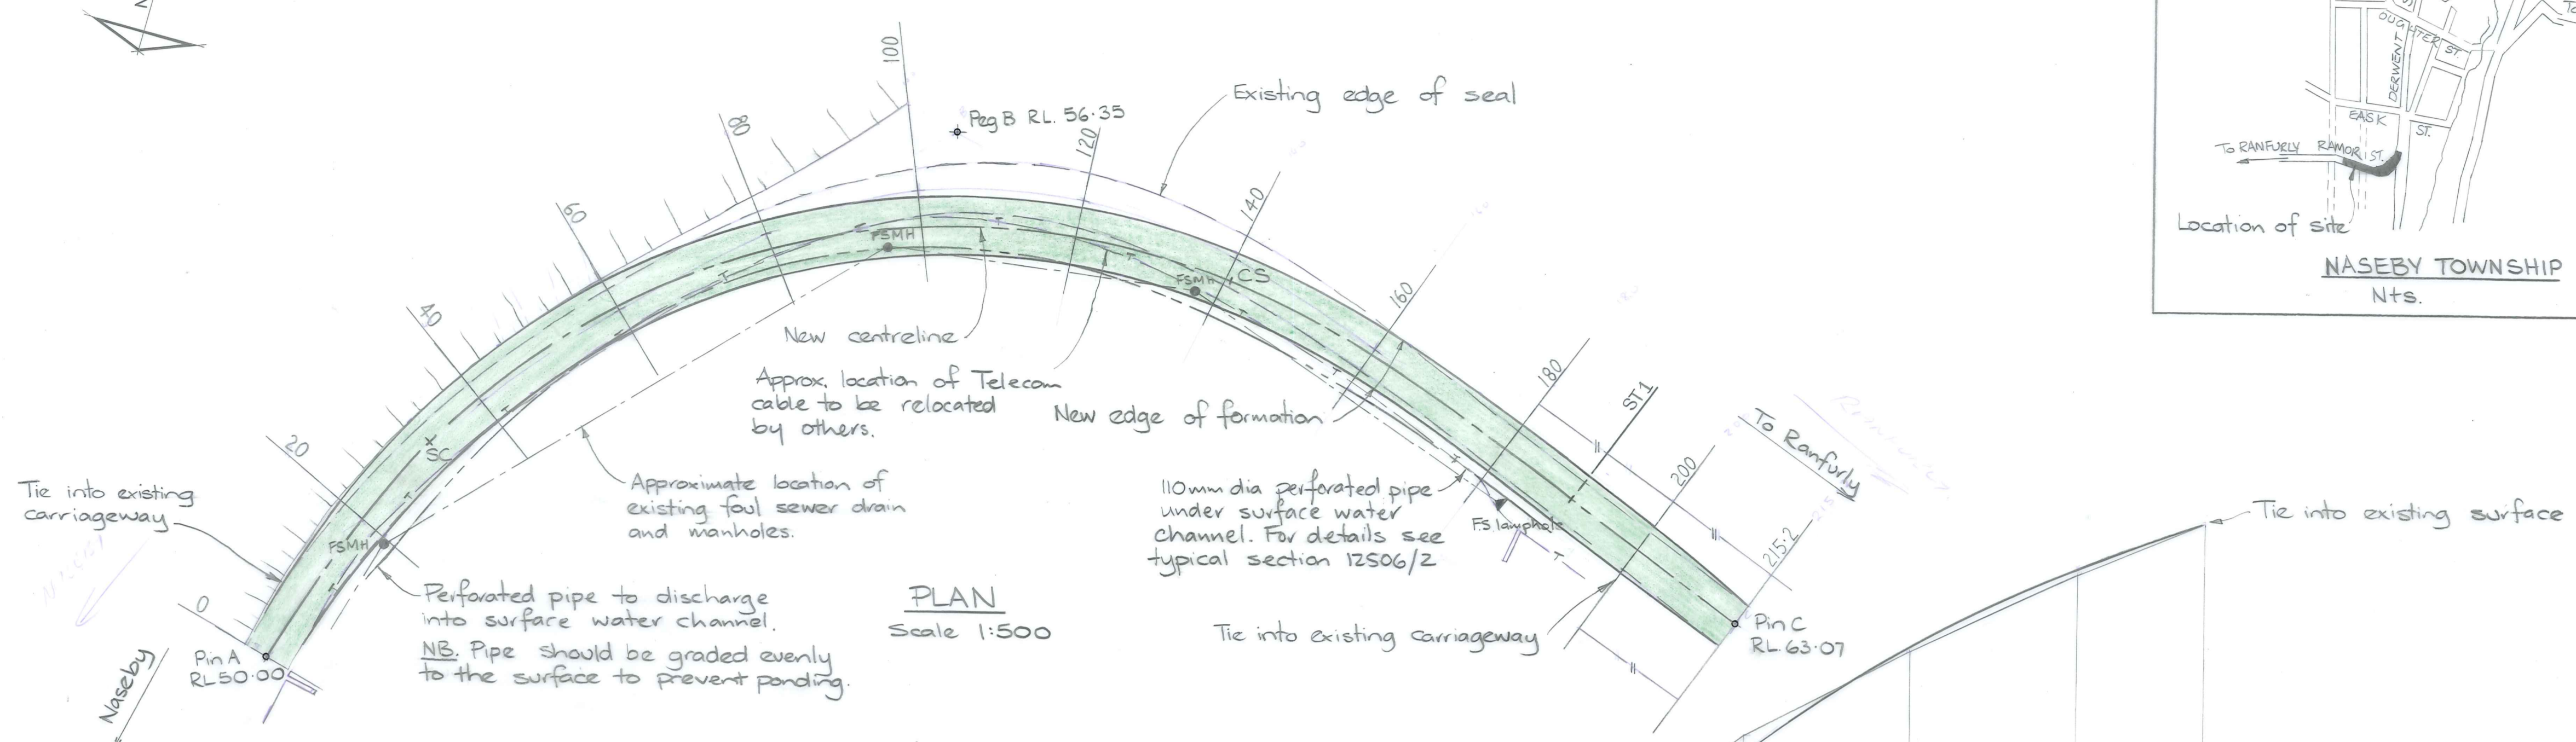 N
100
Peg B RL. 56·35
Existing edge of seal
80
120
60
140
FSMH
40
FSMH
CS
160
New centreline
Approx. location of Telecom
cable to be relocated
by others.
New edge of formation
180
ST 1
20
SC
To Ranfurly
200
Tie into existing
carriageway
Approximate location of
existing foul sewer drain
and manholes.
110mm dia perforated pipe
under surface water
channel. For details see
typical section 12506/2
F.S lamphole
215·2
Tie into existing surface
FSMH
0
Perforated pipe to discharge
into surface water channel.
NB. Pipe should be graded evenly
to the surface to prevent ponding.
PLAN
Scale 1:500
Tie into existing carriageway
Pin A
RL 50·00
Pin C
RL. 63·07
Naseby
DERWENT
ST.
EASK ST.
To RANFURLY
ST.
Location of site
NASEBY TOWNSHIP
Nts.